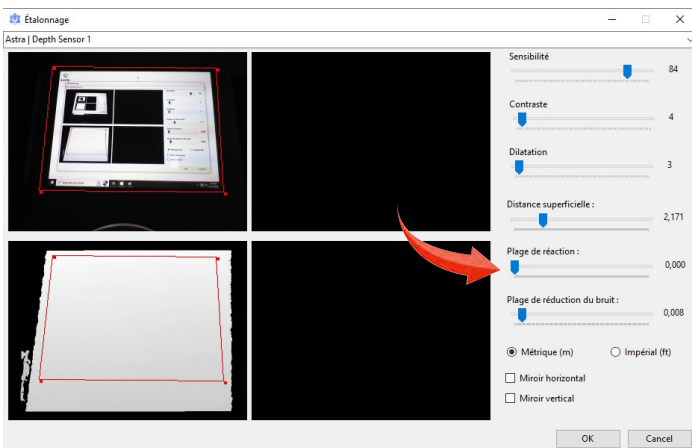 Étalonnage
Astra | Depth Sensor 1
Sensibilité
84
Contraste
4
Dilatation
3
Distance superficielle :
2,171
Plage de réaction :
0,000
Plage de réduction du bruit :
0,008
Métrique (m)
Impérial (ft)
Miroir horizontal
Miroir vertical
OK
Cancel